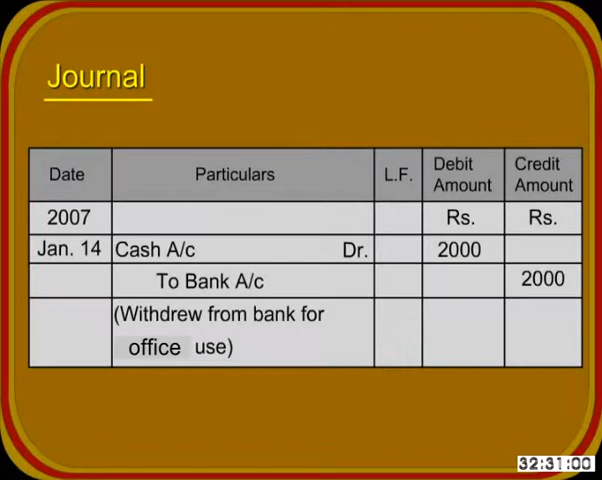 Journal
Date Particulars L.F. Debit Amount Credit Amount
2007 Rs. Rs.
Jan. 14 Cash A/c Dr. 2000
To Bank A/c 2000
(Withdrew from bank for
office use)
32:31:00